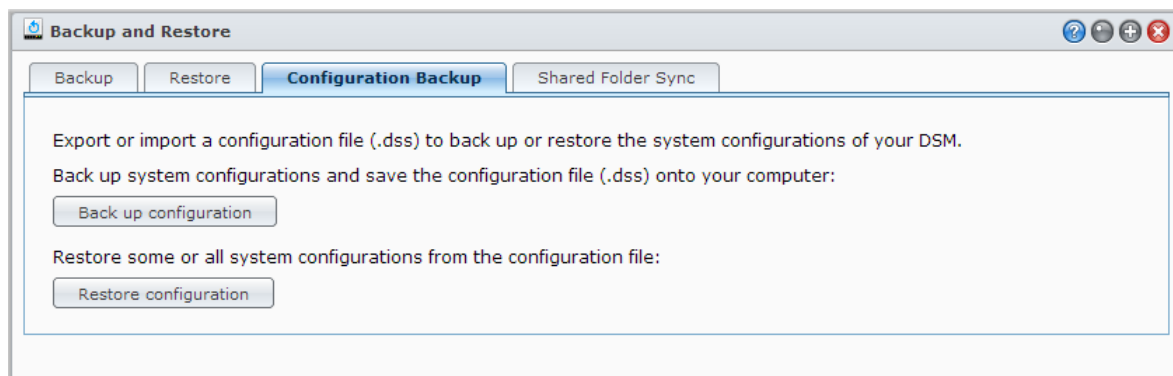 Backup and Restore
Backup Restore Configuration Backup Shared Folder Sync
Export or import a configuration file (.dss) to back up or restore the system configurations of your DSM.
Back up system configurations and save the configuration file (.dss) onto your computer:
Back up configuration
Restore some or all system configurations from the configuration file:
Restore configuration